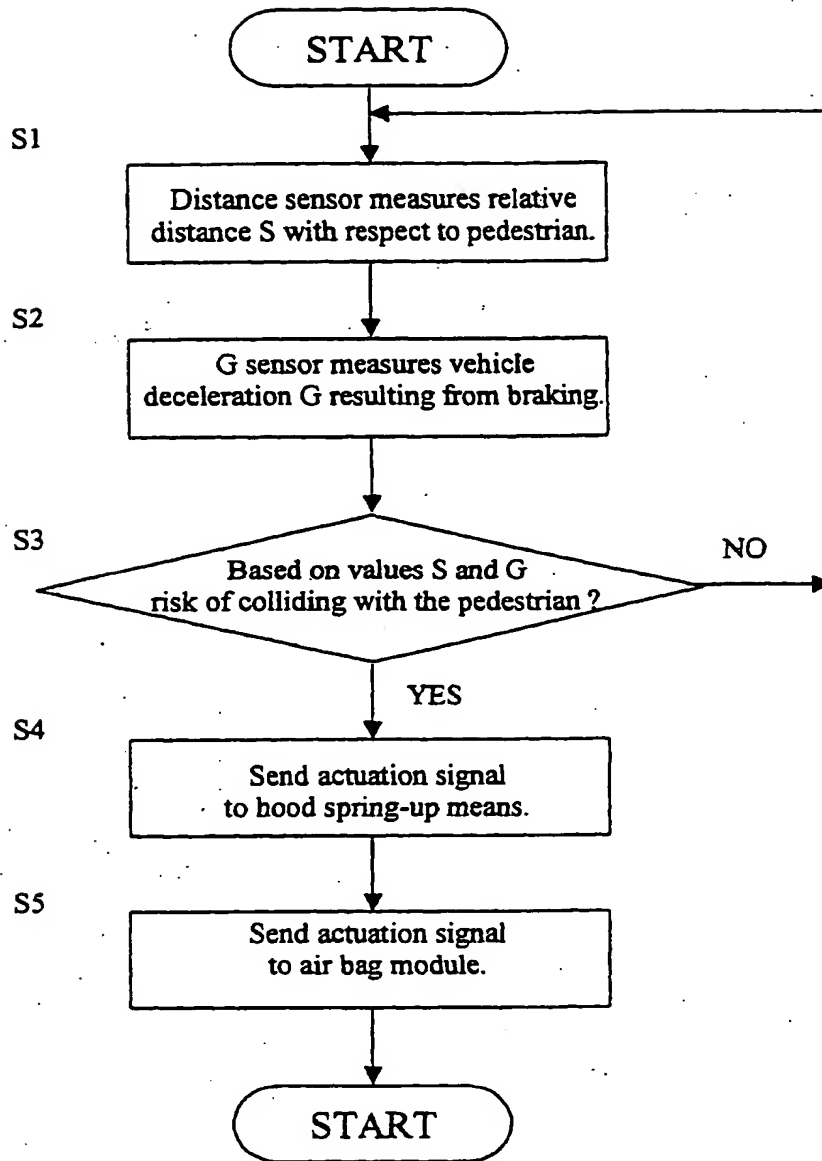 START
S1
Distance sensor measures relative
distance S with respect to pedestrian.
S2
G sensor measures vehicle
deceleration G resulting from braking.
S3
Based on values S and G
risk of colliding with the pedestrian ?
NO
YES
S4
Send actuation signal
to hood spring-up means.
S5
Send actuation signal
to air bag module.
START